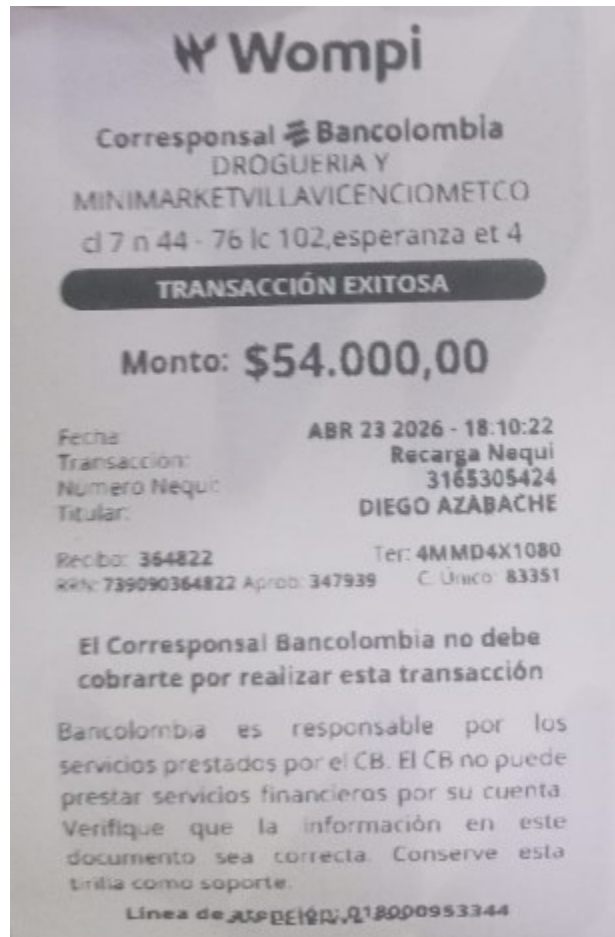 Wompi
Corresponsal Bancolombia
DROGUERIA Y
MINIMARKETVILLAVICENCIOMETCO
cl 7 n 44 - 76 lc 102,esperanza et 4
TRANSACCIÓN EXITOSA
Monto: $54.000,00
Fecha: ABR 23 2026 - 18:10:22
Transacción: Recarga Nequi
Número Nequi: 3165305424
Titular: DIEGO AZABACHE
Recibo: 364822 Ter: 4MMD4X1080
RRN: 739090364822 Aprob: 347939 C. Único: 83351
El Corresponsal Bancolombia no debe
cobrarte por realizar esta transacción
Bancolombia es responsable por los
servicios prestados por el CB. El CB no puede
prestar servicios financieros por su cuenta.
Verifique que la información en este
documento sea correcta. Conserve esta
tirilla como soporte.
Línea de 018000953344